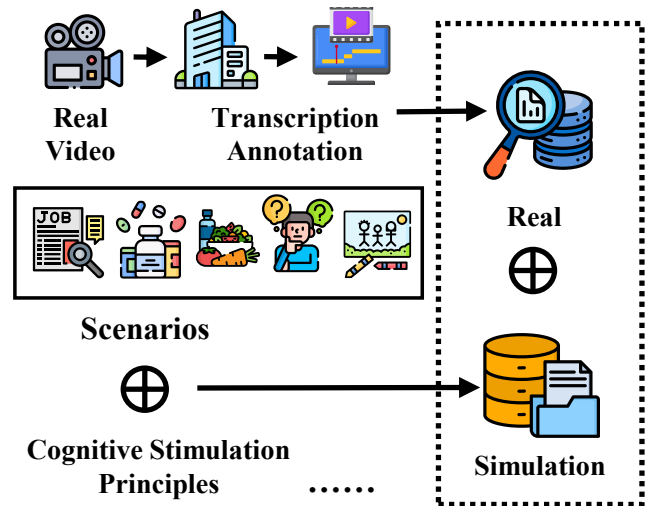 Real
Video
Transcription
Annotation
Real
JOB
? ?
Scenarios
Cognitive Stimulation
Principles
......
Simulation